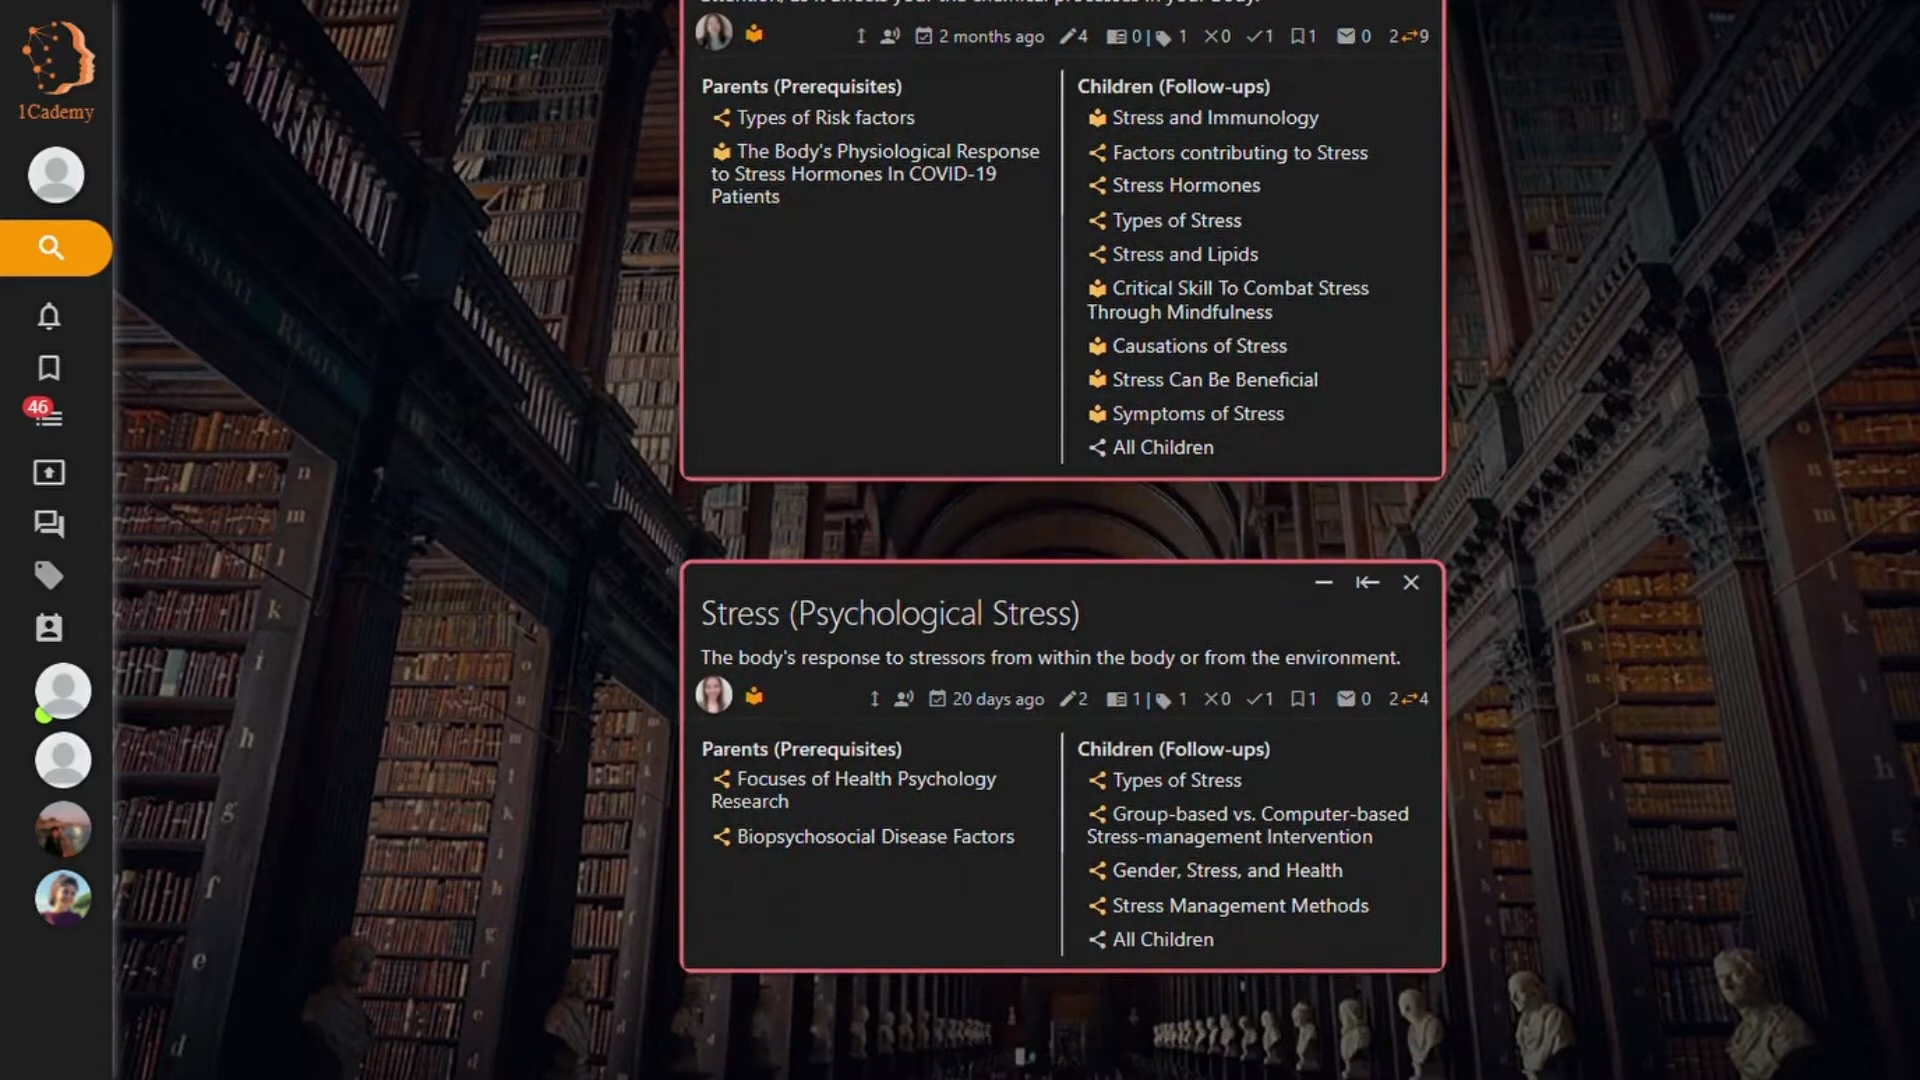 1Cademy
46
2 months ago 4 0 | 1 0 1 1 0 2 9
Parents (Prerequisites)
Types of Risk factors
The Body's Physiological Response
to Stress Hormones In COVID-19
Patients
Children (Follow-ups)
Stress and Immunology
Factors contributing to Stress
Stress Hormones
Types of Stress
Stress and Lipids
Critical Skill To Combat Stress
Through Mindfulness
Causations of Stress
Stress Can Be Beneficial
Symptoms of Stress
All Children
Stress (Psychological Stress)
The body's response to stressors from within the body or from the environment.
20 days ago 2 1 | 1 0 1 1 0 2 4
Parents (Prerequisites)
Focuses of Health Psychology
Research
Biopsychosocial Disease Factors
Children (Follow-ups)
Types of Stress
Group-based vs. Computer-based
Stress-management Intervention
Gender, Stress, and Health
Stress Management Methods
All Children